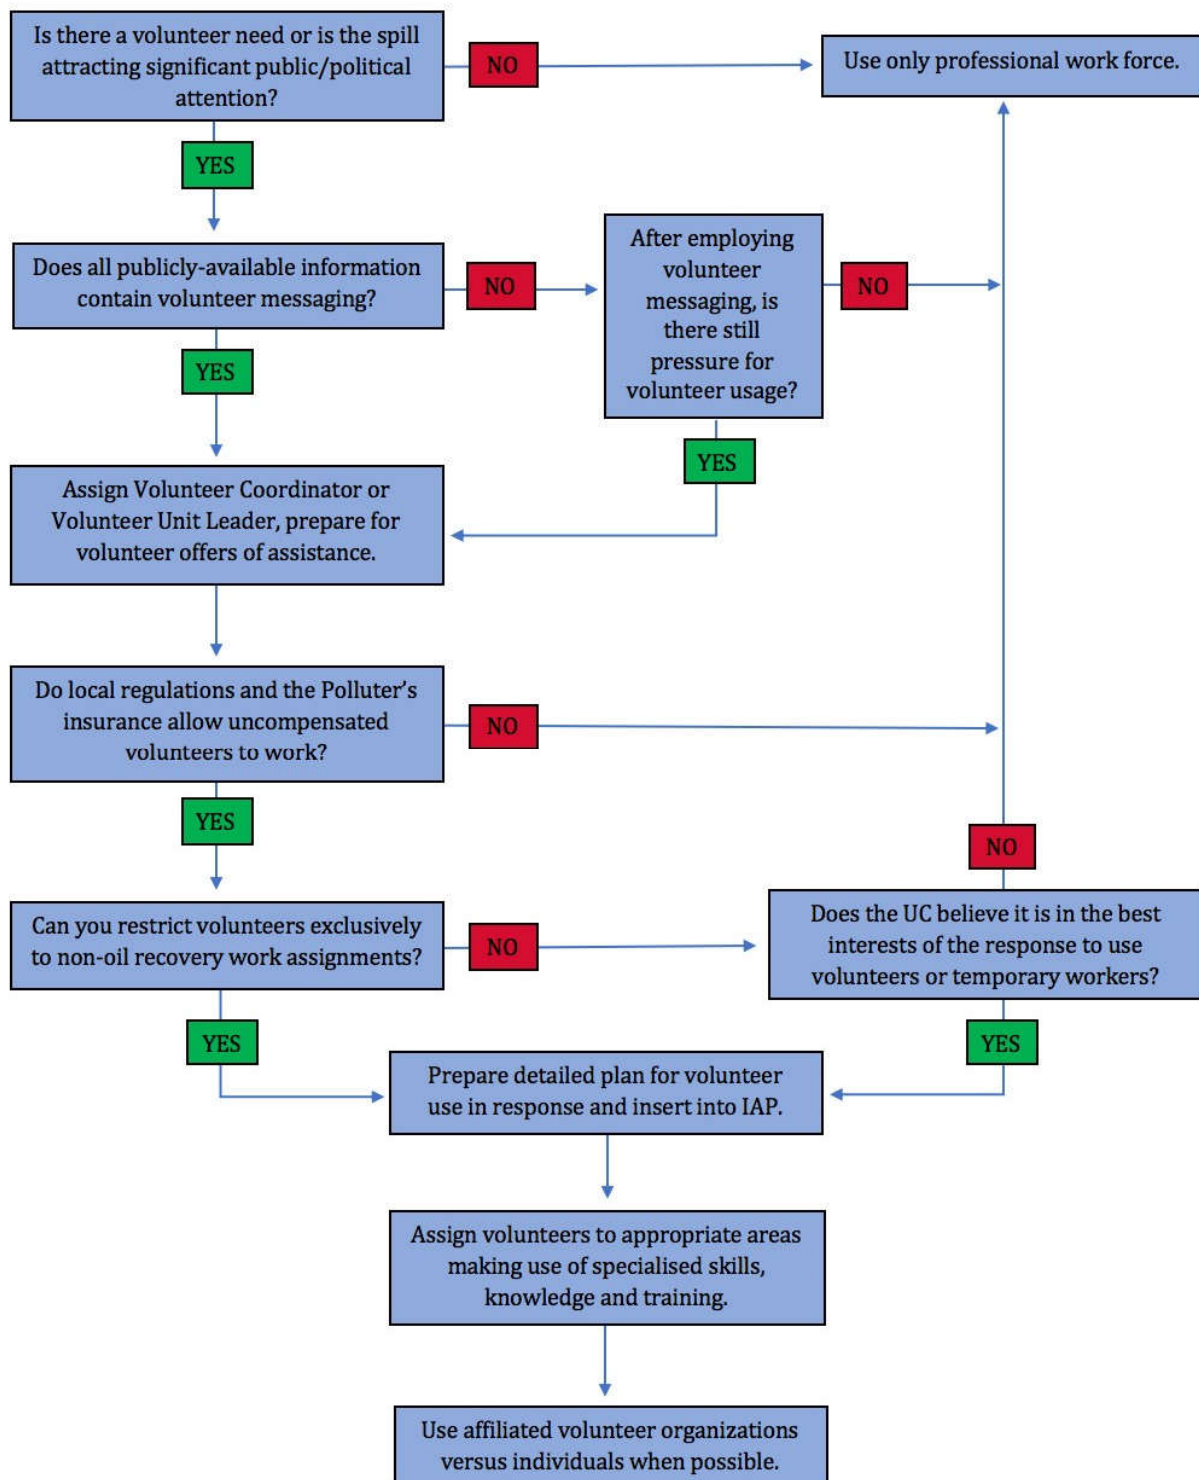 Is there a volunteer need or is the spill
attracting significant public/political
attention?
NO
Use only professional work force.
YES
Does all publicly-available information
contain volunteer messaging?
NO
After employing
volunteer
messaging, is
there still
pressure for
volunteer usage?
NO
YES
YES
Assign Volunteer Coordinator or
Volunteer Unit Leader, prepare for
volunteer offers of assistance.
Do local regulations and the Polluter’s
insurance allow uncompensated
volunteers to work?
NO
YES
Can you restrict volunteers exclusively
to non-oil recovery work assignments?
NO
NO
Does the UC believe it is in the best
interests of the response to use
volunteers or temporary workers?
YES
YES
Prepare detailed plan for volunteer
use in response and insert into IAP.
Assign volunteers to appropriate areas
making use of specialised skills,
knowledge and training.
Use affiliated volunteer organizations
versus individuals when possible.